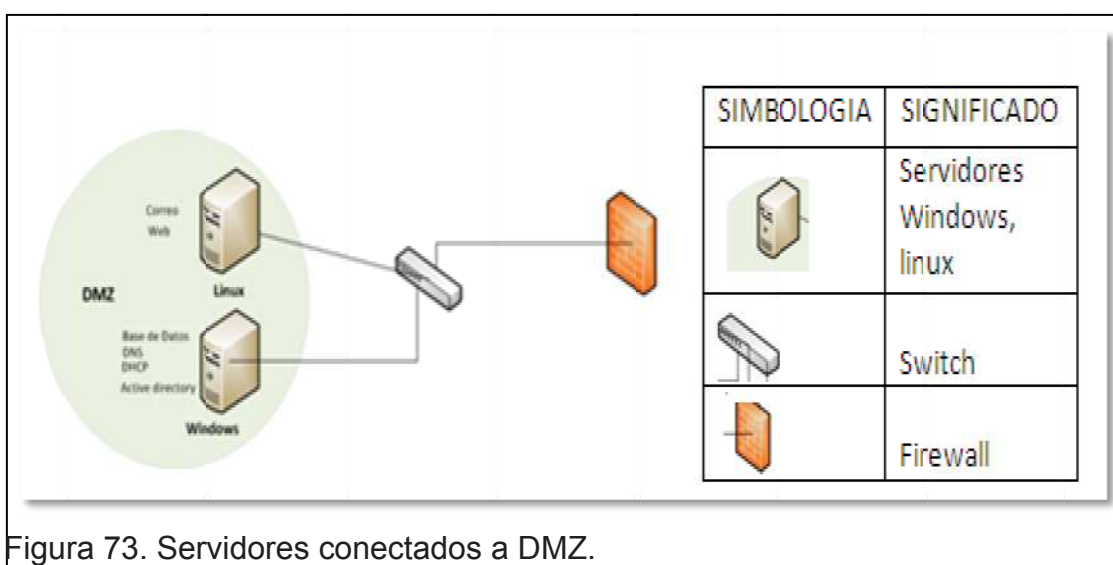 Correo
Web
DMZ
Linux
Base de Datos
DNS
DHCP
Active directory
Windows
SIMBOLOGIA SIGNIFICADO
Servidores
Windows,
linux
Switch
Firewall
Figura 73. Servidores conectados a DMZ.